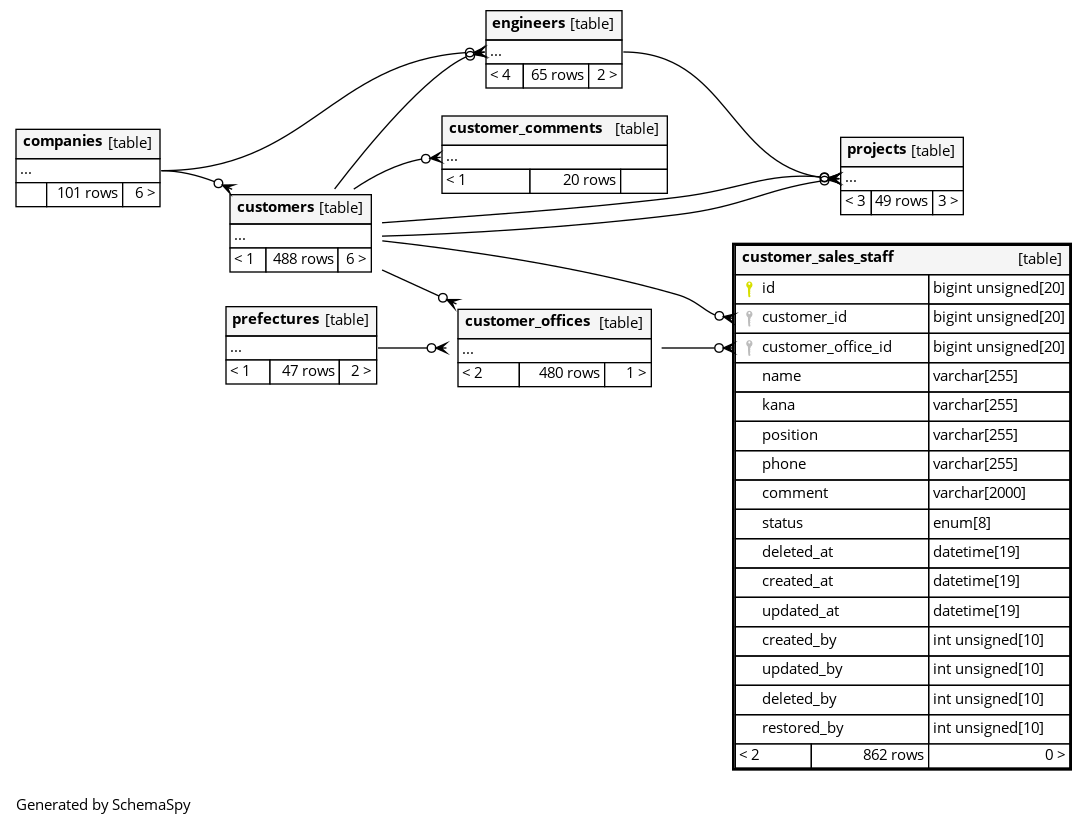 engineers [table]
...
< 4 65 rows 2 >
customer_comments [table]
...
< 1 20 rows
companies [table]
...
101 rows 6 >
projects [table]
...
< 3 49 rows 3 >
customers [table]
...
< 1 488 rows 6 >
prefectures [table]
...
< 1 47 rows 2 >
customer_offices [table]
...
< 2 480 rows 1 >
customer_sales_staff [table]
id bigint unsigned[20]
customer_id bigint unsigned[20]
customer_office_id bigint unsigned[20]
name varchar[255]
kana varchar[255]
position varchar[255]
phone varchar[255]
comment varchar[2000]
status enum[8]
deleted_at datetime[19]
created_at datetime[19]
updated_at datetime[19]
created_by int unsigned[10]
updated_by int unsigned[10]
deleted_by int unsigned[10]
restored_by int unsigned[10]
< 2 862 rows 0 >
Generated by SchemaSpy